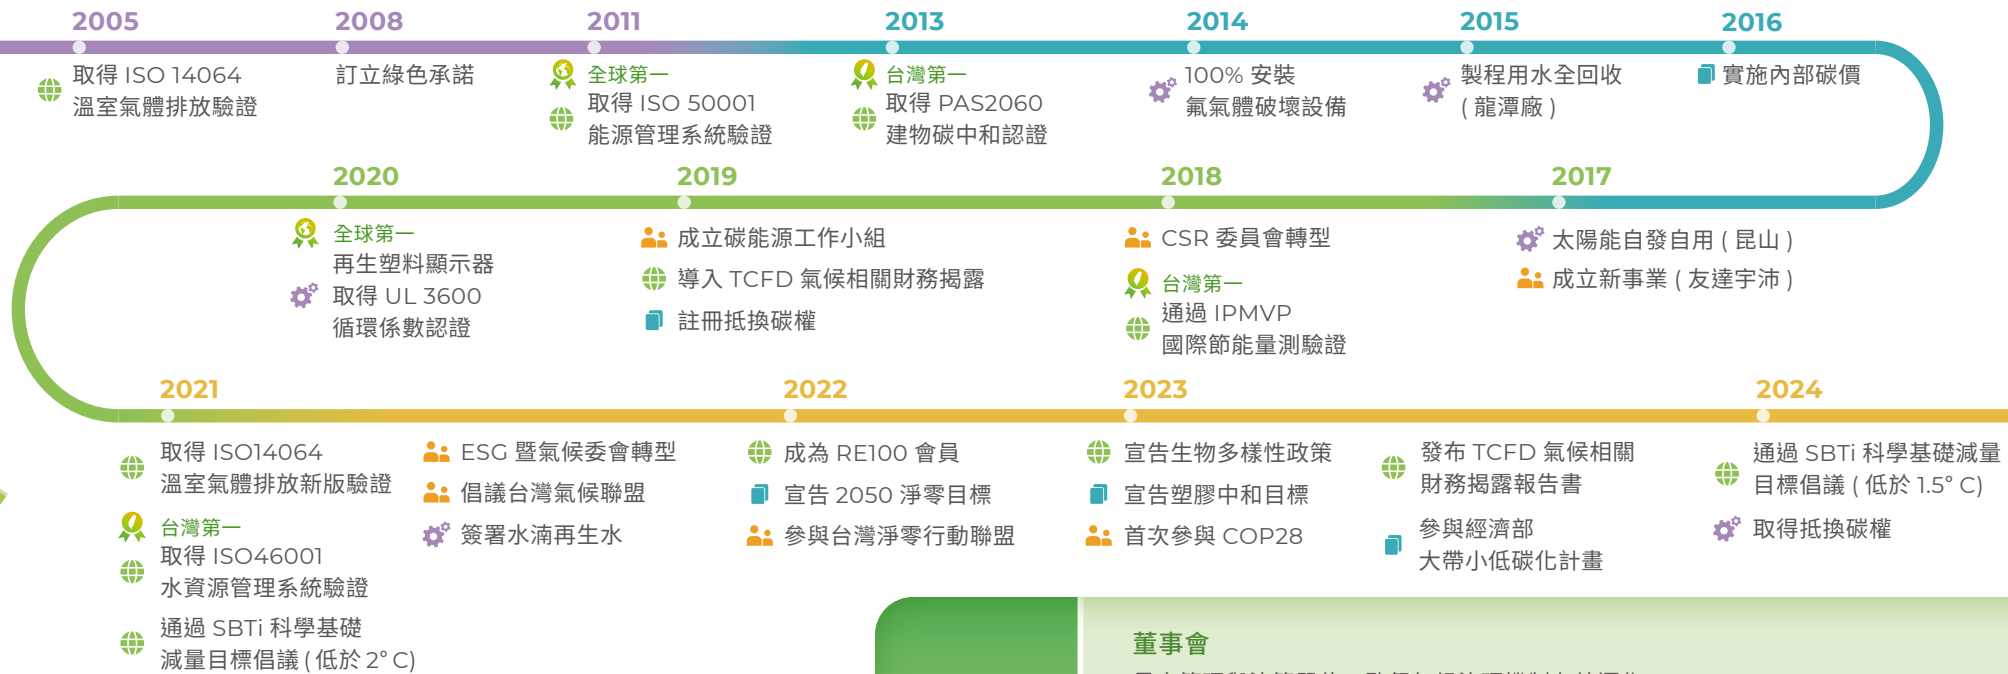 2005
取得 ISO 14064
溫室氣體排放驗證
2008
訂立綠色承諾
2011
全球第一
取得 ISO 50001
能源管理系統驗證
2013
台灣第一
取得 PAS2060
建物碳中和認證
2014
100% 安裝
氟氣體破壞設備
2015
製程用水全回收
( 龍潭廠 )
2016
實施內部碳價
2017
太陽能自發自用 ( 昆山 )
成立新事業 ( 友達宇沛 )
2018
CSR 委員會轉型
台灣第一
通過 IPMVP
國際節能量測驗證
2019
成立碳能源工作小組
導入 TCFD 氣候相關財務揭露
註冊抵換碳權
2020
全球第一
再生塑料顯示器
取得 UL 3600
循環係數認證
2021
取得 ISO14064
溫室氣體排放新版驗證
台灣第一
取得 ISO46001
水資源管理系統驗證
通過 SBTi 科學基礎
減量目標倡議 ( 低於 2° C)
ESG 暨氣候委會轉型
倡議台灣氣候聯盟
簽署水湳再生水
2022
成為 RE100 會員
宣告 2050 淨零目標
參與台灣淨零行動聯盟
2023
宣告生物多樣性政策
宣告塑膠中和目標
首次參與 COP28
發布 TCFD 氣候相關
財務揭露報告書
參與經濟部
大帶小低碳化計畫
2024
通過 SBTi 科學基礎減量
目標倡議 ( 低於 1.5° C)
取得抵換碳權
董事會